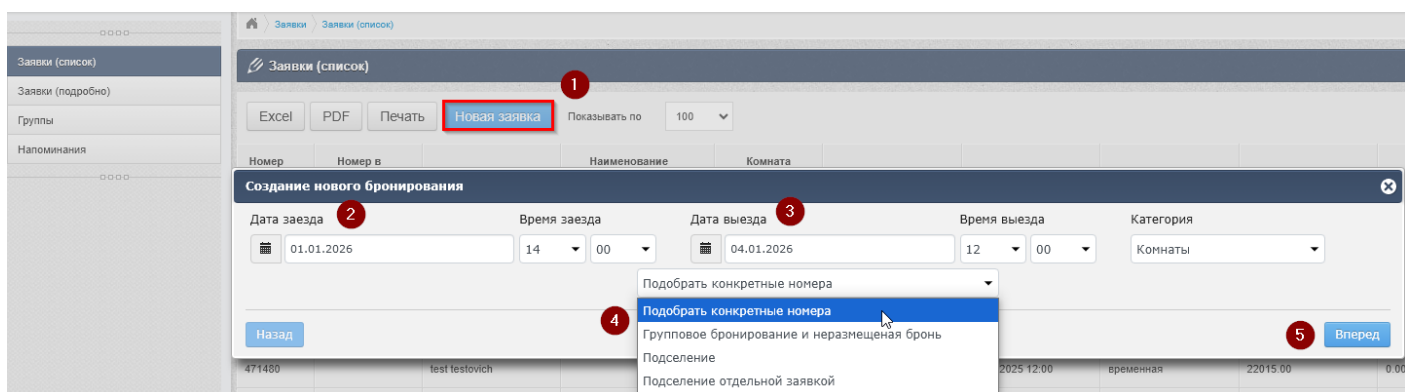 Заявки Заявки (список)
Заявки (список)
Заявки (подробно)
Группы
Напоминания
Заявки (список)
1
Excel PDF Печать Новая заявка Показывать по 100
Номер Номер в Наименование Комната
Создание нового бронирования
Дата заезда 2 Время заезда Дата выезда 3 Время выезда Категория
01.01.2026 14 00 04.01.2026 12 00 Комнаты
Подобрать конкретные номера
4 Подобрать конкретные номера
Групповое бронирование и неразмещеная бронь
Назад 5 Вперед
Подселение
471480 test testovich 2025 12:00 временная 22015.00 0.00
Подселение отдельной заявкой